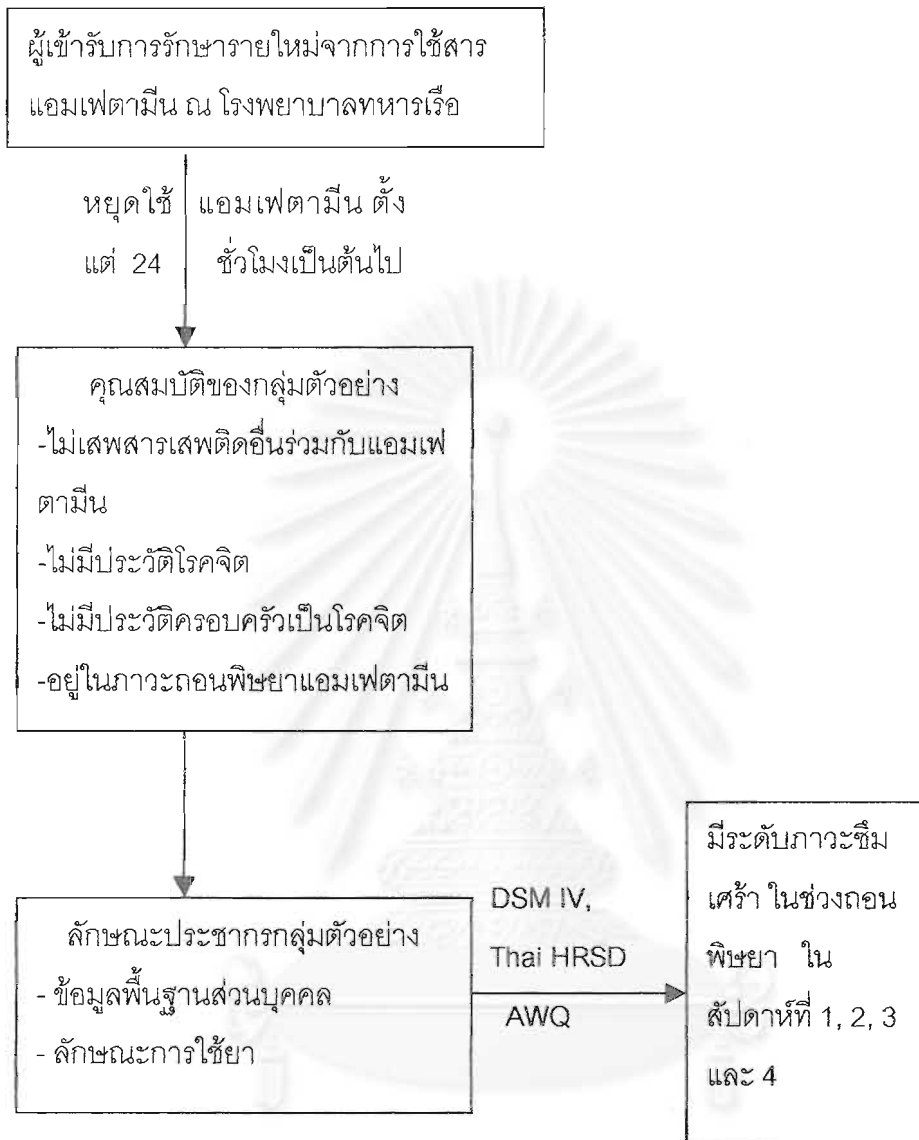 ผู้เข้ารับการรักษารายใหม่จากการใช้สาร
แอมเฟตามีน ณ โรงพยาบาลทหารเรือ
หยุดใช้ แอมเฟตามีน ตั้ง
แต่ 24 ชั่วโมงเป็นต้นไป
คุณสมบัติของกลุ่มตัวอย่าง
-ไม่เสพสารเสพติดอื่นร่วมกับแอมเฟ
ตามีน
-ไม่มีประวัติโรคจิต
-ไม่มีประวัติครอบครัวเป็นโรคจิต
-อยู่ในภาวะถอนพิษยาแอมเฟตามีน
ลักษณะประชากรกลุ่มตัวอย่าง
- ข้อมูลพื้นฐานส่วนบุคคล
- ลักษณะการใช้ยา
DSM IV,
Thai HRSD
AWQ
มีระดับภาวะซึม
เศร้า ในช่วงถอน
พิษยา ใน
สัปดาห์ที่ 1, 2, 3
และ 4